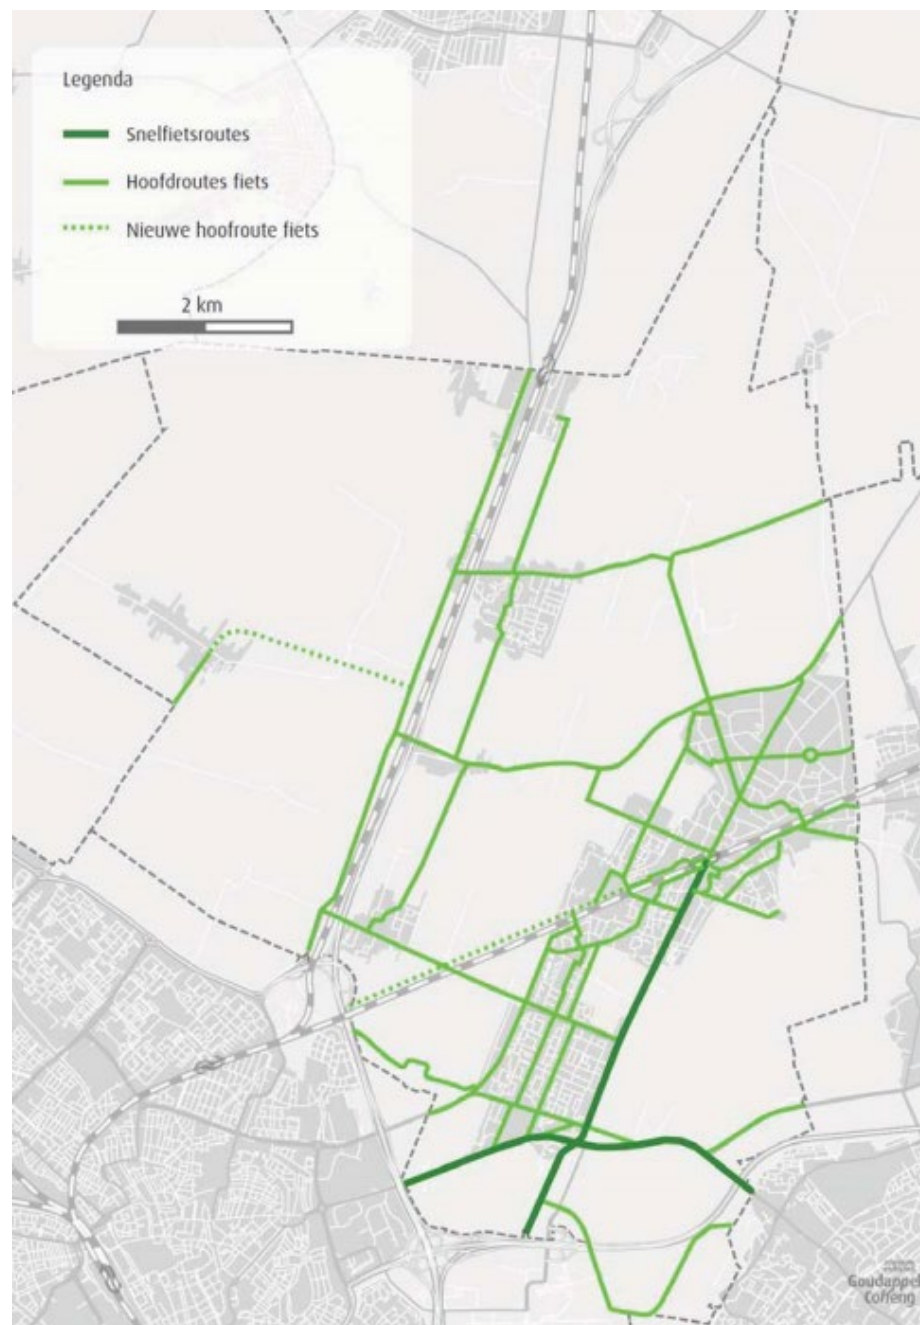 Legenda
Snelfietsroutes
Hoofdroutes fiets
Nieuwe hoofroute fiets
2 km
Goudappel
Coffeng